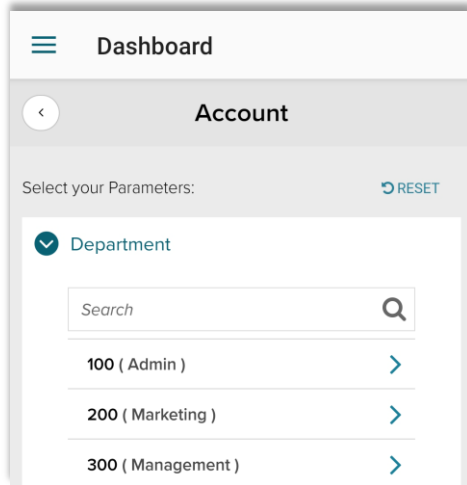 Dashboard
Account
Select your Parameters: RESET
Department
Search
100 ( Admin )
200 ( Marketing )
300 ( Management )